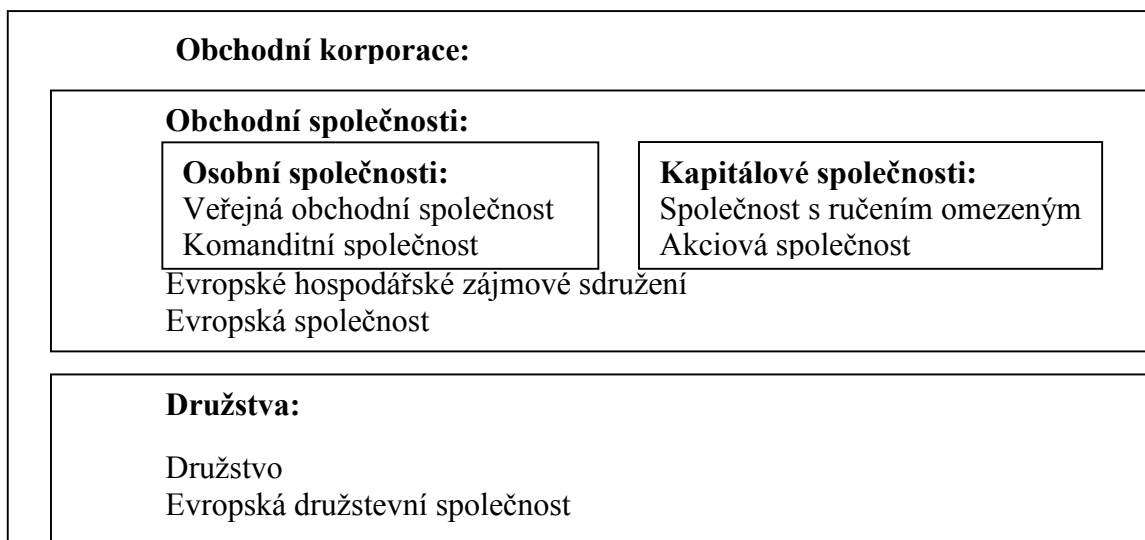 Obchodní korporace:
Obchodní společnosti:
Osobní společnosti:
Veřejná obchodní společnost
Komanditní společnost
Kapitálové společnosti:
Společnost s ručením omezeným
Akciová společnost
Evropské hospodářské zájmové sdružení
Evropská společnost
Družstva:
Družstvo
Evropská družstevní společnost